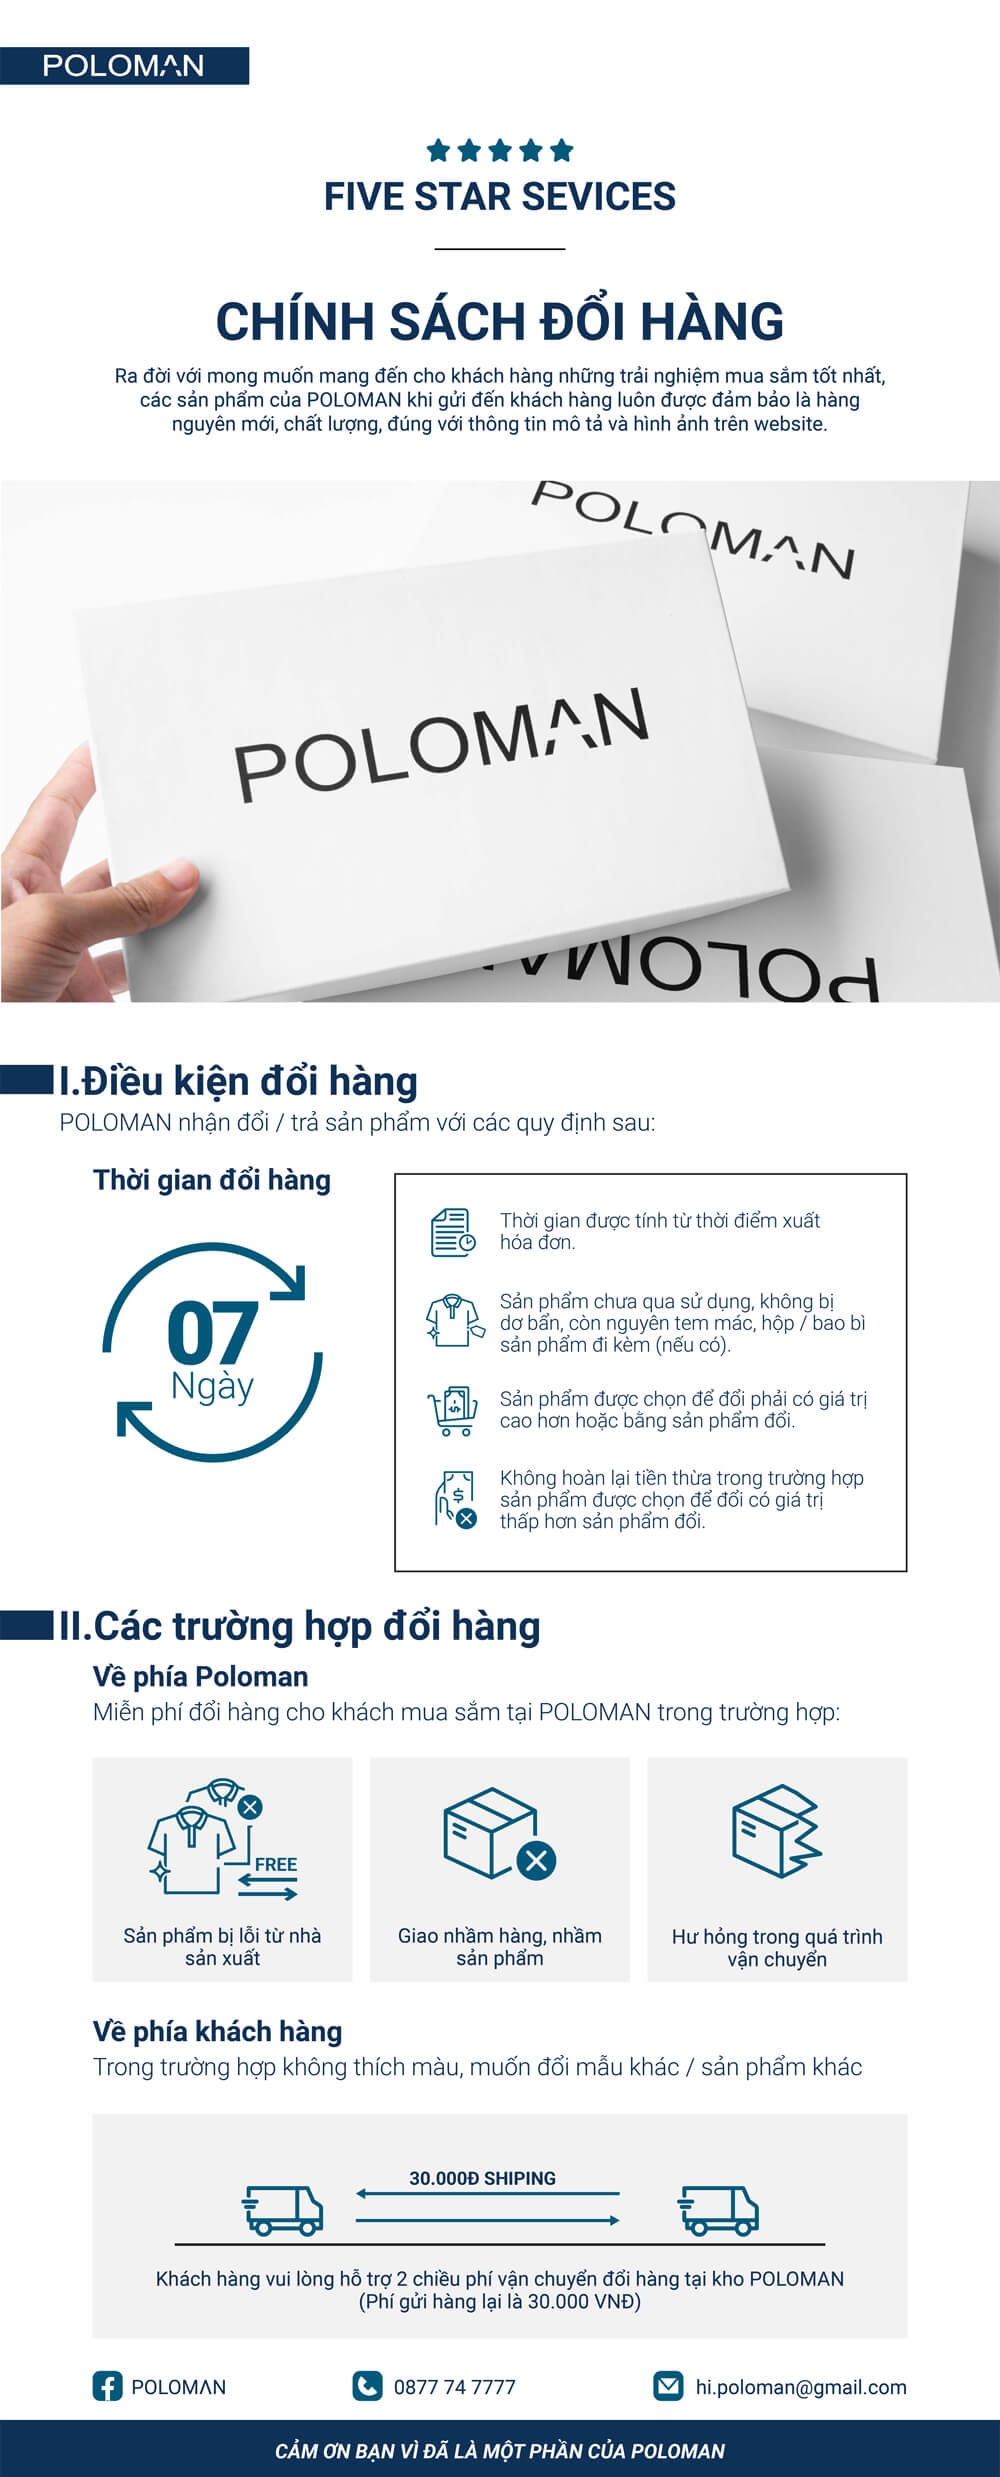 POLOMAN
FIVE STAR SEVICES
CHÍNH SÁCH ĐỔI HÀNG
Ra đời với mong muốn mang đến cho khách hàng những trải nghiệm mua sắm tốt nhất,
các sản phẩm của POLOMAN khi gửi đến khách hàng luôn được đảm bảo là hàng
nguyên mới, chất lượng, đúng với thông tin mô tả và hình ảnh trên website.
POLOMAN
POLOMAN
POLOMAN
I.Điều kiện đổi hàng
POLOMAN nhận đổi / trả sản phẩm với các quy định sau:
Thời gian đổi hàng
07
Ngày
Thời gian được tính từ thời điểm xuất
hóa đơn.
Sản phẩm chưa qua sử dụng, không bị
dơ bẩn, còn nguyên tem mác, hộp / bao bì
sản phẩm đi kèm (nếu có).
Sản phẩm được chọn để đổi phải có giá trị
cao hơn hoặc bằng sản phẩm đổi.
Không hoàn lại tiền thừa trong trường hợp
sản phẩm được chọn để đổi có giá trị
thấp hơn sản phẩm đổi.
II.Các trường hợp đổi hàng
Về phía Poloman
Miễn phí đổi hàng cho khách mua sắm tại POLOMAN trong trường hợp:
FREE
Sản phẩm bị lỗi từ nhà
sản xuất
Giao nhầm hàng, nhầm
sản phẩm
Hư hỏng trong quá trình
vận chuyển
Về phía khách hàng
Trong trường hợp không thích màu, muốn đổi mẫu khác / sản phẩm khác
30.000Đ SHIPING
Khách hàng vui lòng hỗ trợ 2 chiều phí vận chuyển đổi hàng tại kho POLOMAN
(Phí gửi hàng lại là 30.000 VNĐ)
POLOMAN
0877 74 7777
hi.poloman@gmail.com
CẢM ƠN BẠN VÌ ĐÃ LÀ MỘT PHẦN CỦA POLOMAN